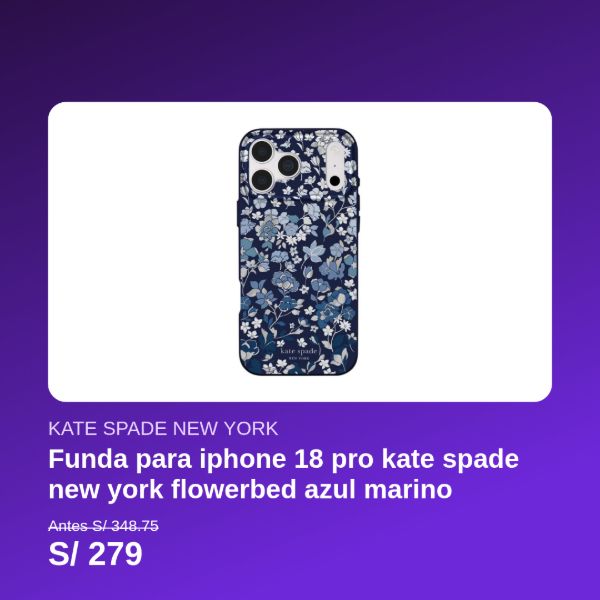 kate spade
NEW YORK
KATE SPADE NEW YORK
Funda para iphone 18 pro kate spade
new york flowerbed azul marino
Antes S/ 348.75
S/ 279